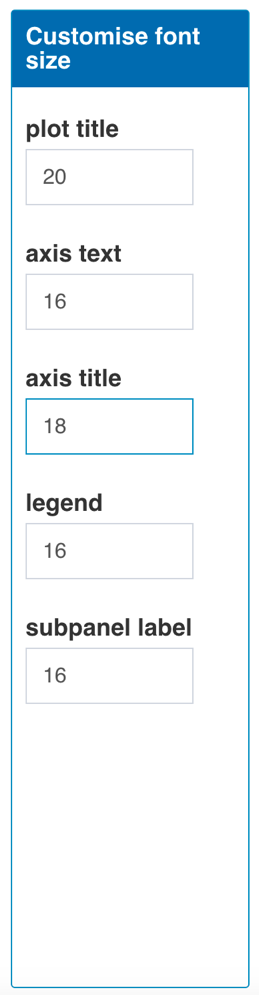 Customise font
size
plot title
20
axis text
16
axis title
18
legend
16
subpanel label
16